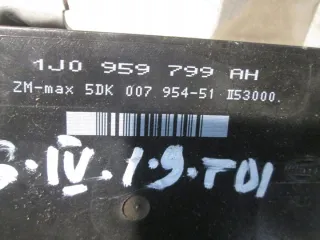 1J0 959 799 AH
ZM-max 5DK 007 954-51 II53000.
IV. 1.9. TDI